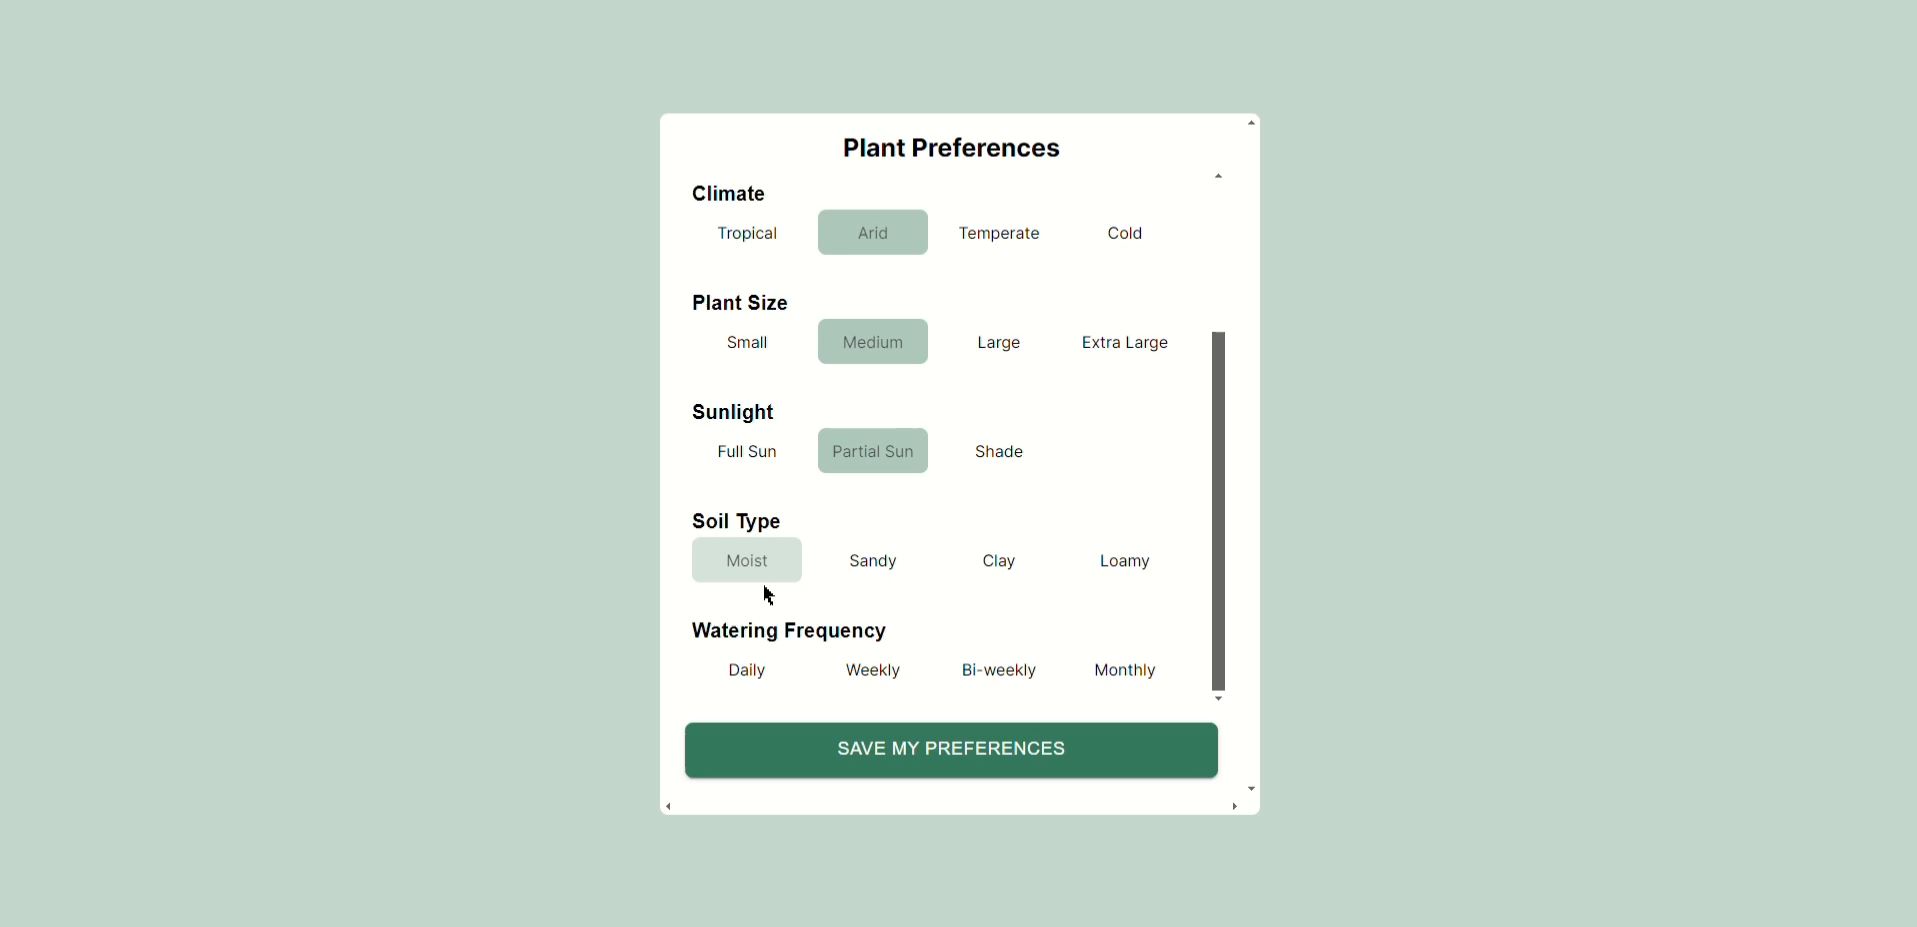 Plant Preferences
Climate
Tropical Arid Temperate Cold
Plant Size
Small Medium Large Extra Large
Sunlight
Full Sun Partial Sun Shade
Soil Type
Moist Sandy Clay Loamy
Watering Frequency
Daily Weekly Bi-weekly Monthly
SAVE MY PREFERENCES